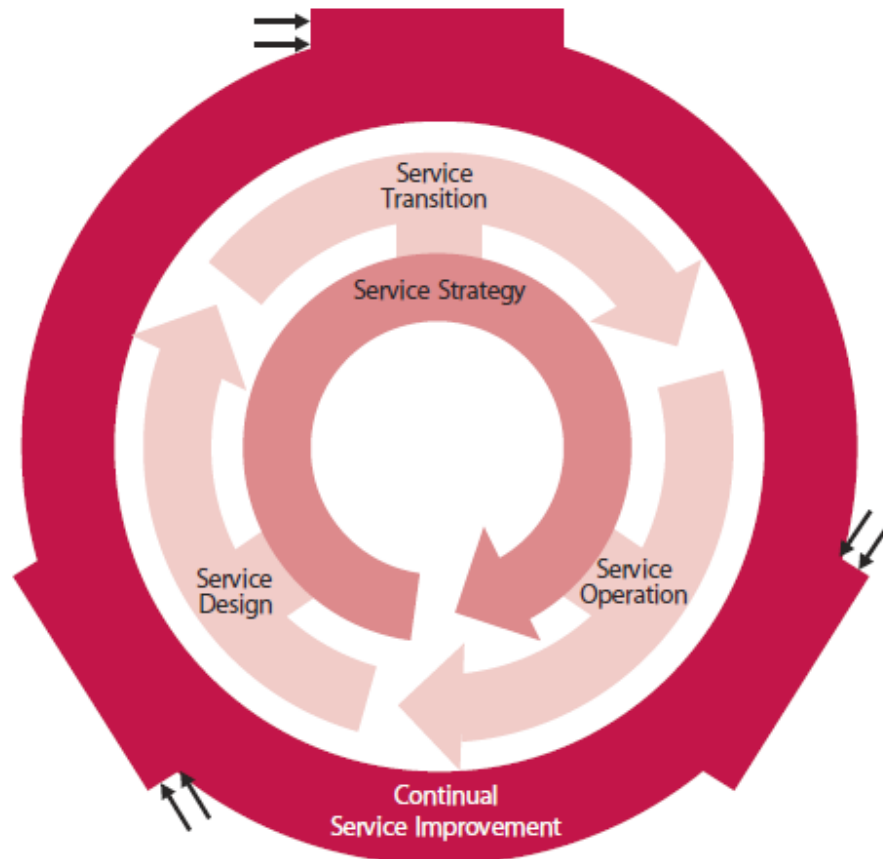 Service
Transition
Service Strategy
Service
Design
Service
Operation
Continual
Service Improvement